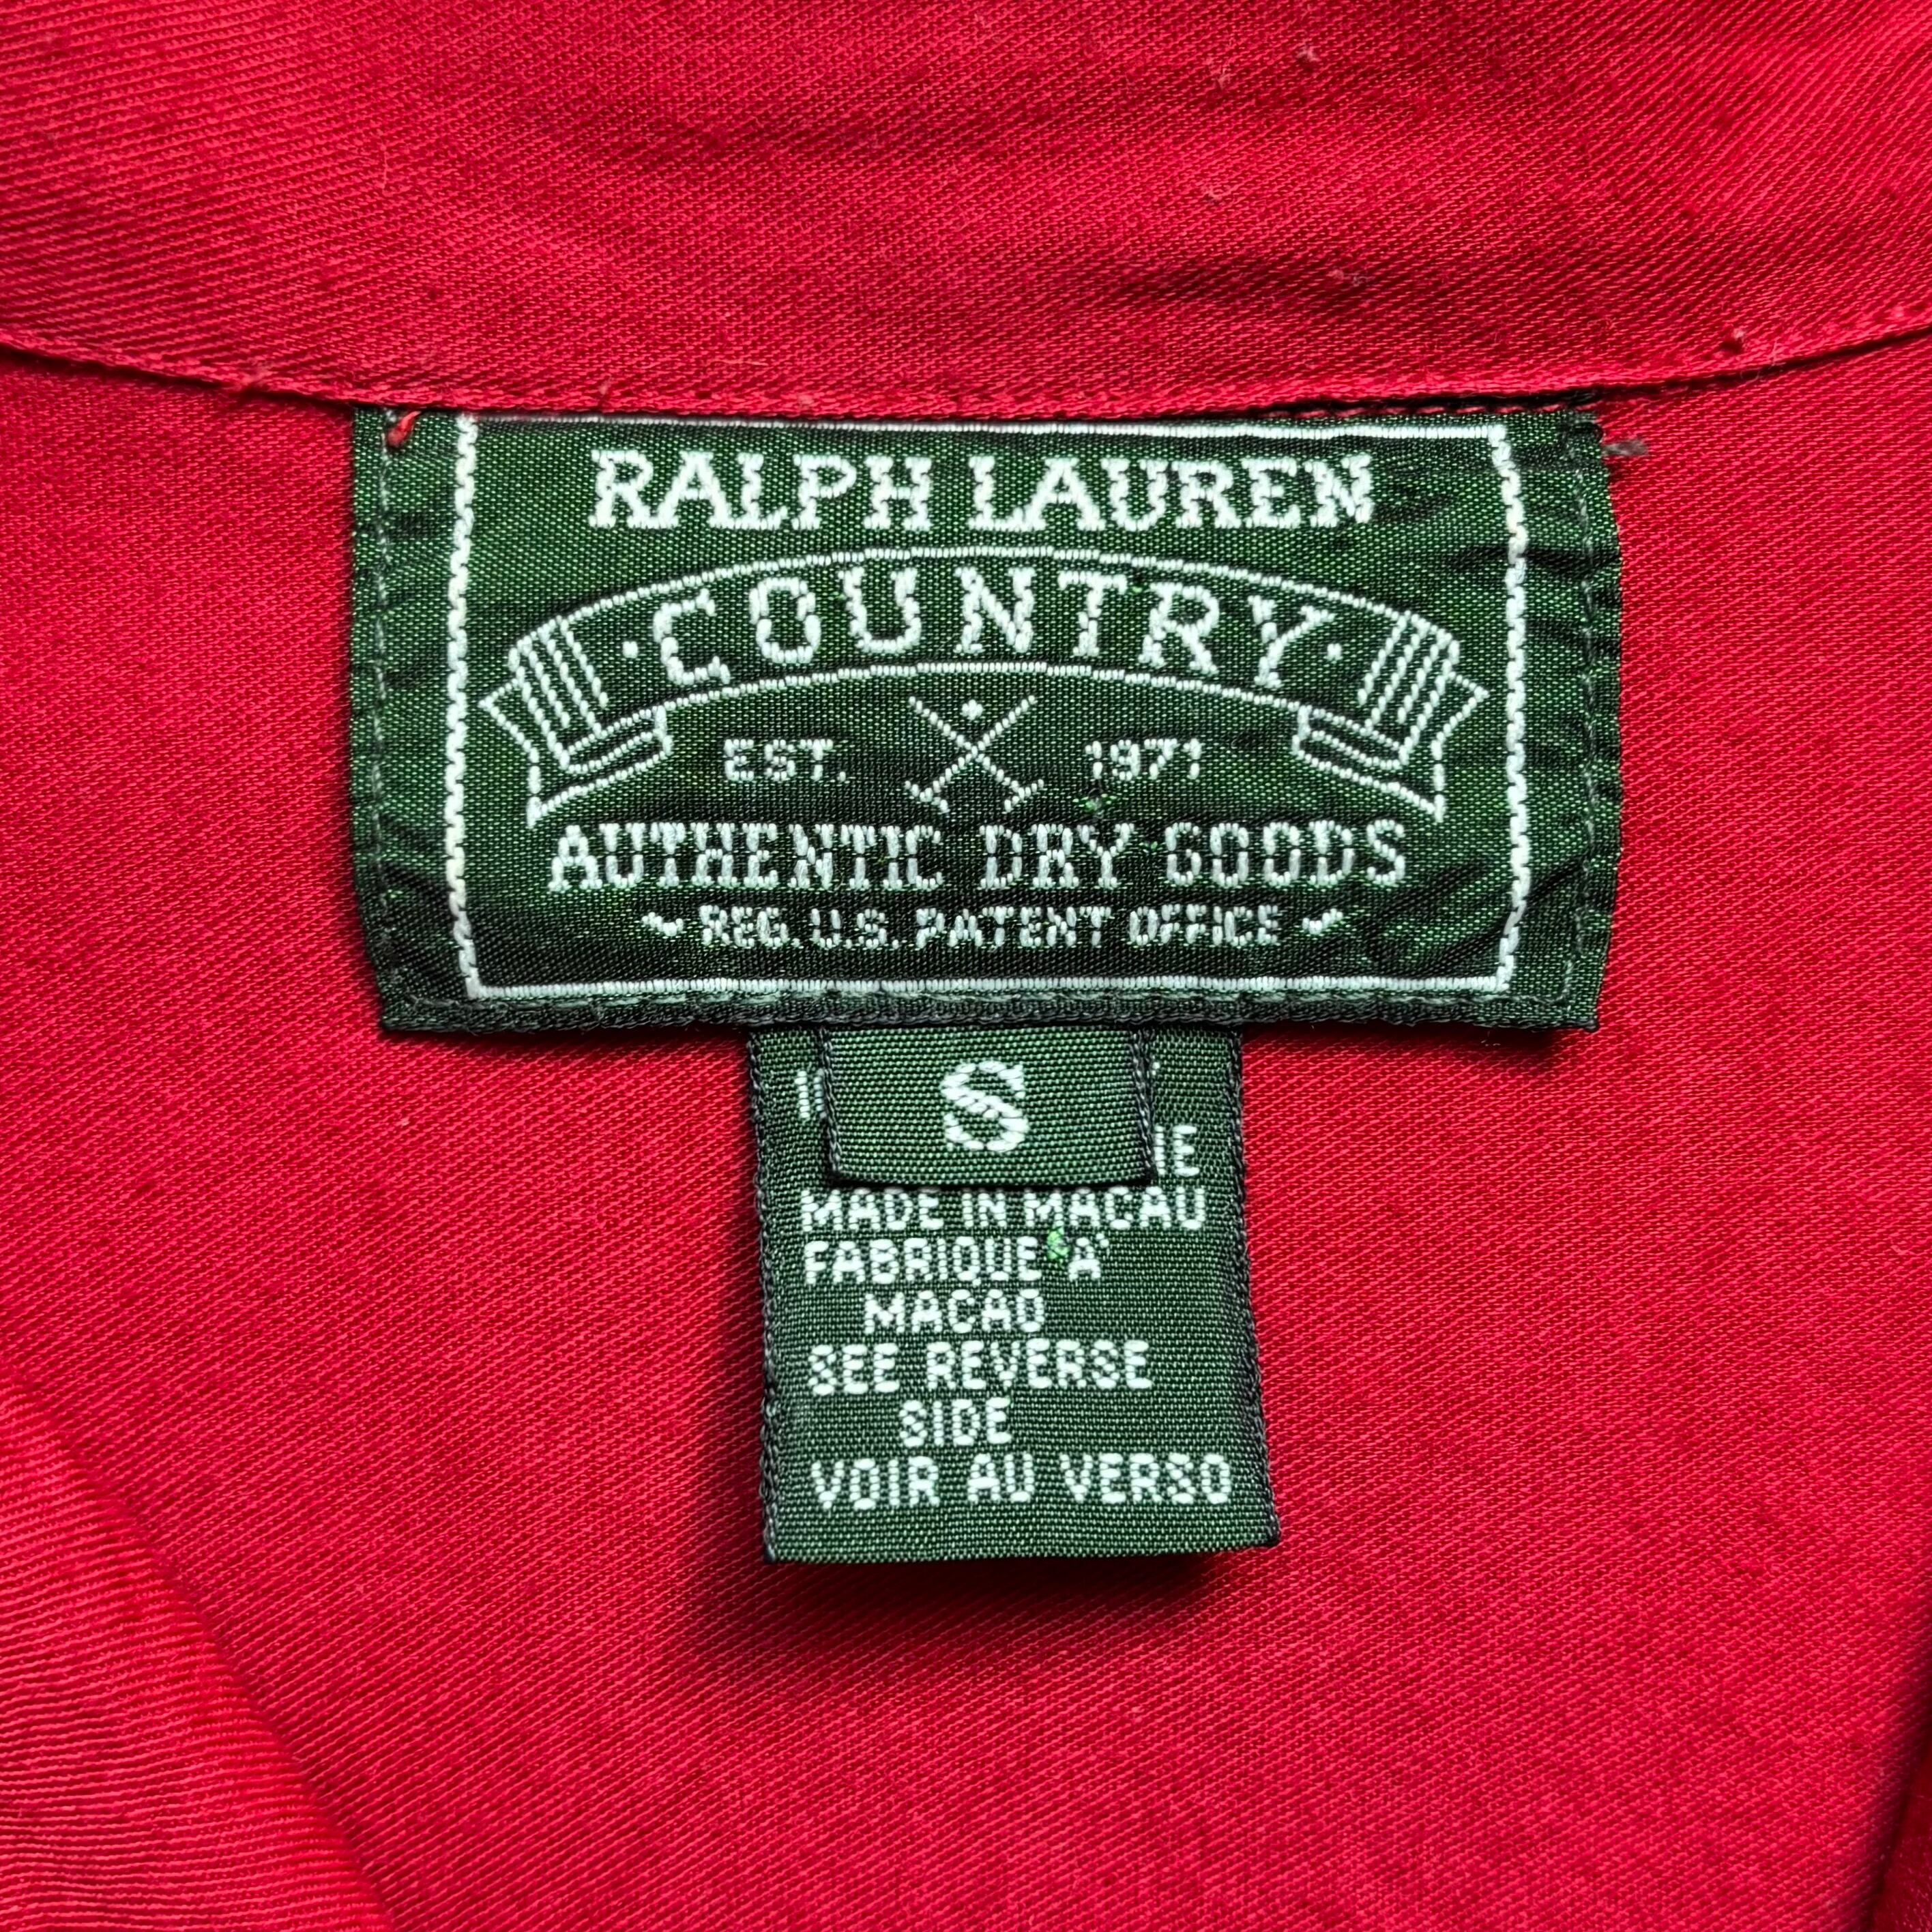 RALPH LAUREN
·COUNTRY·
EST. 1971
AUTHENTIC DRY GOODS
~REG. U.S. PATENT OFFICE~
S
MADE IN MACAU
FABRIQUE A
MACAO
SEE REVERSE
SIDE
VOIR AU VERSO